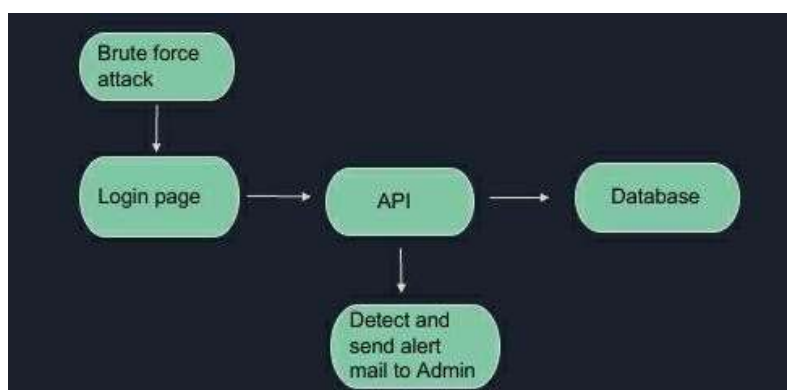 Brute force
attack
Login page
API
Database
Detect and
send alert
mail to Admin